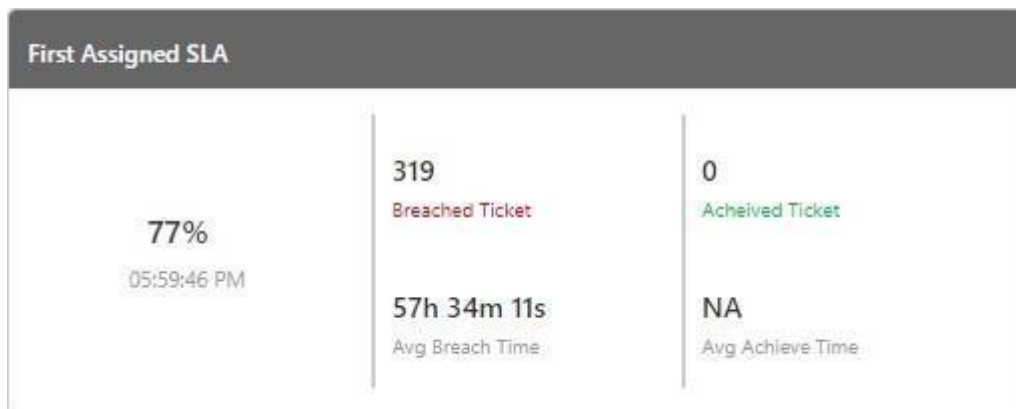 First Assigned SLA
77%
05:59:46 PM
319
Breached Ticket
57h 34m 11s
Avg Breach Time
0
Acheived Ticket
NA
Avg Achieve Time